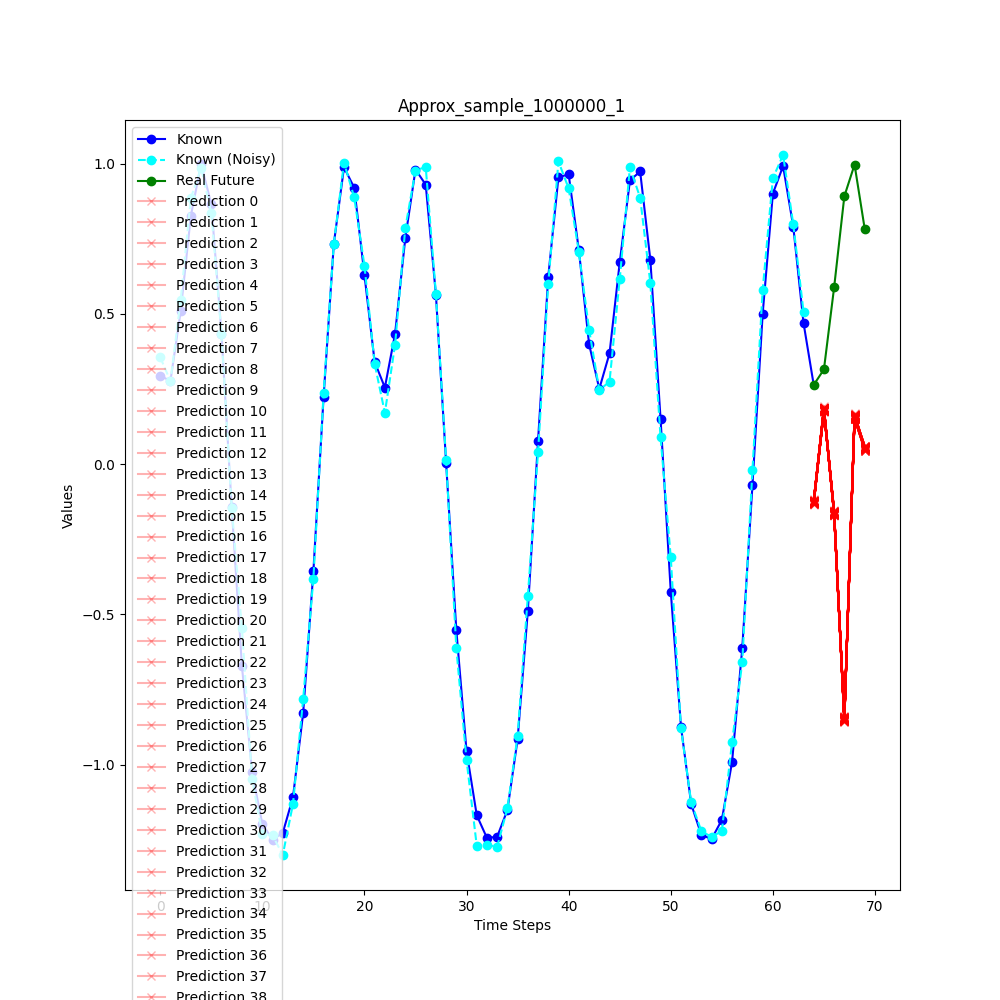 Approx_sample_1000000_1
Known
Known (Noisy)
Real Future
Prediction 0
Prediction 1
Prediction 2
Prediction 3
Prediction 4
Prediction 5
Prediction 6
Prediction 7
Prediction 8
Prediction 9
Prediction 10
Prediction 11
Prediction 12
Prediction 13
Prediction 14
Prediction 15
Prediction 16
Prediction 17
Prediction 18
Prediction 19
Prediction 20
Prediction 21
Prediction 22
Prediction 23
Prediction 24
Prediction 25
Prediction 26
Prediction 27
Prediction 28
Prediction 29
Prediction 30
Prediction 31
Prediction 32
Prediction 33
Prediction 34
Prediction 35
Prediction 36
Prediction 37
Prediction 38
1.0
0.5
0.0
−0.5
−1.0
Values
0 10 20 30 40 50 60 70
Time Steps